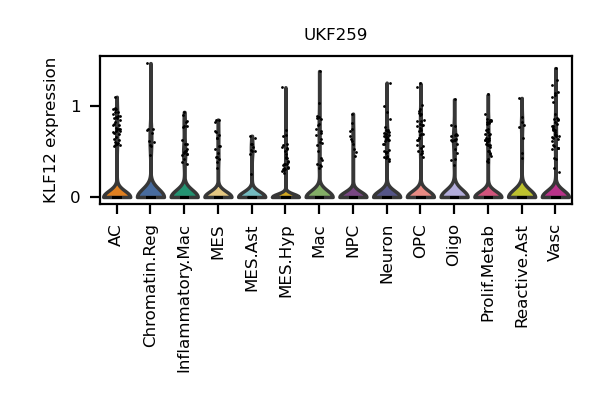 UKF259
KLF12 expression
1
0
AC
Chromatin.Reg
Inflammatory.Mac
MES
MES.Ast
MES.Hyp
Mac
NPC
Neuron
OPC
Oligo
Prolif.Metab
Reactive.Ast
Vasc